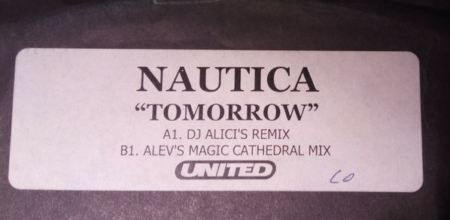 NAUTICA
“TOMORROW”
A1. DJ ALICI'S REMIX
B1. ALEV'S MAGIC CATHEDRAL MIX
UNITED